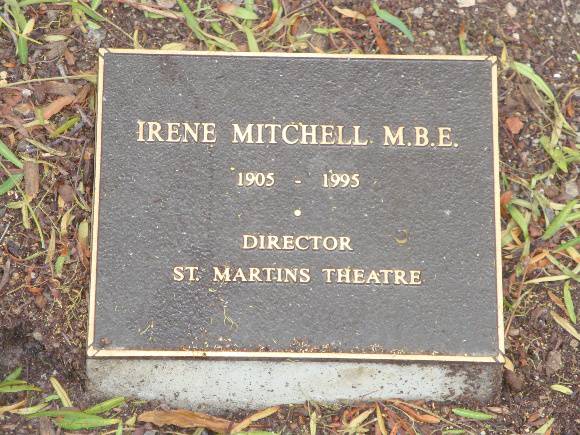 IRENE MITCHELL M.B.E.
1905 - 1995
DIRECTOR
ST. MARTINS THEATRE